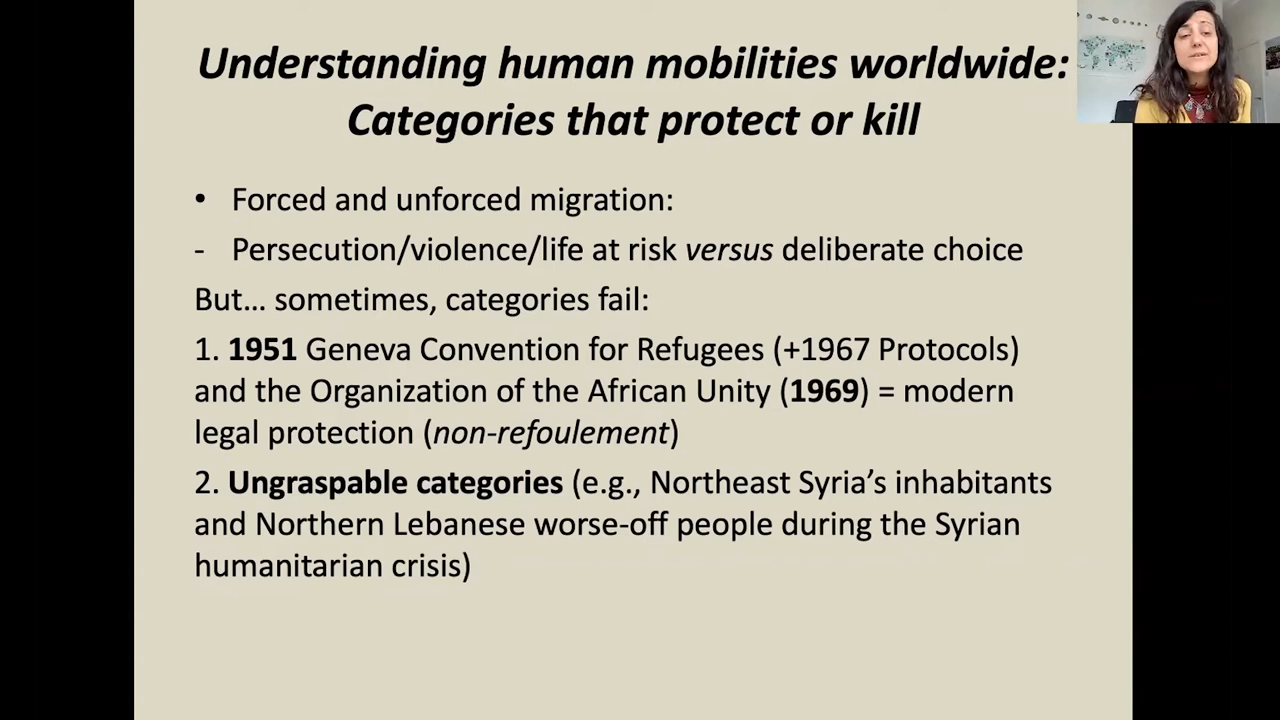 Understanding human mobilities worldwide:
Categories that protect or kill
• Forced and unforced migration:
- Persecution/violence/life at risk versus deliberate choice
But... sometimes, categories fail:
1. 1951 Geneva Convention for Refugees (+1967 Protocols)
and the Organization of the African Unity (1969) = modern
legal protection (non-refoulement)
2. Ungraspable categories (e.g., Northeast Syria’s inhabitants
and Northern Lebanese worse-off people during the Syrian
humanitarian crisis)